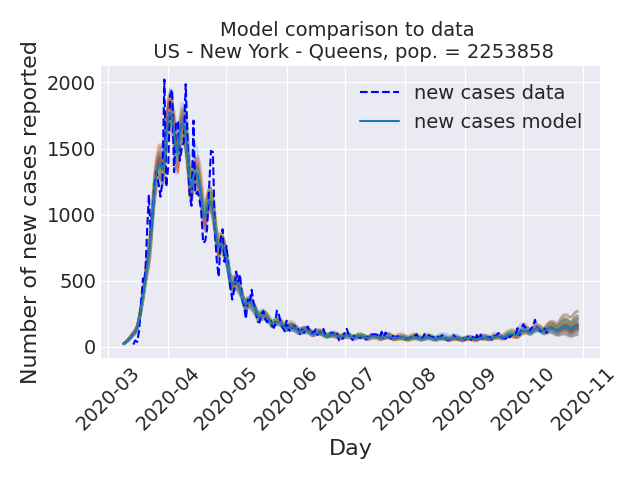 Model comparison to data
US - New York - Queens, pop. = 2253858
new cases data
new cases model
Number of new cases reported
2000
1500
1000
500
0
2020-03
2020-04
2020-05
2020-06
2020-07
2020-08
2020-09
2020-10
2020-11
Day